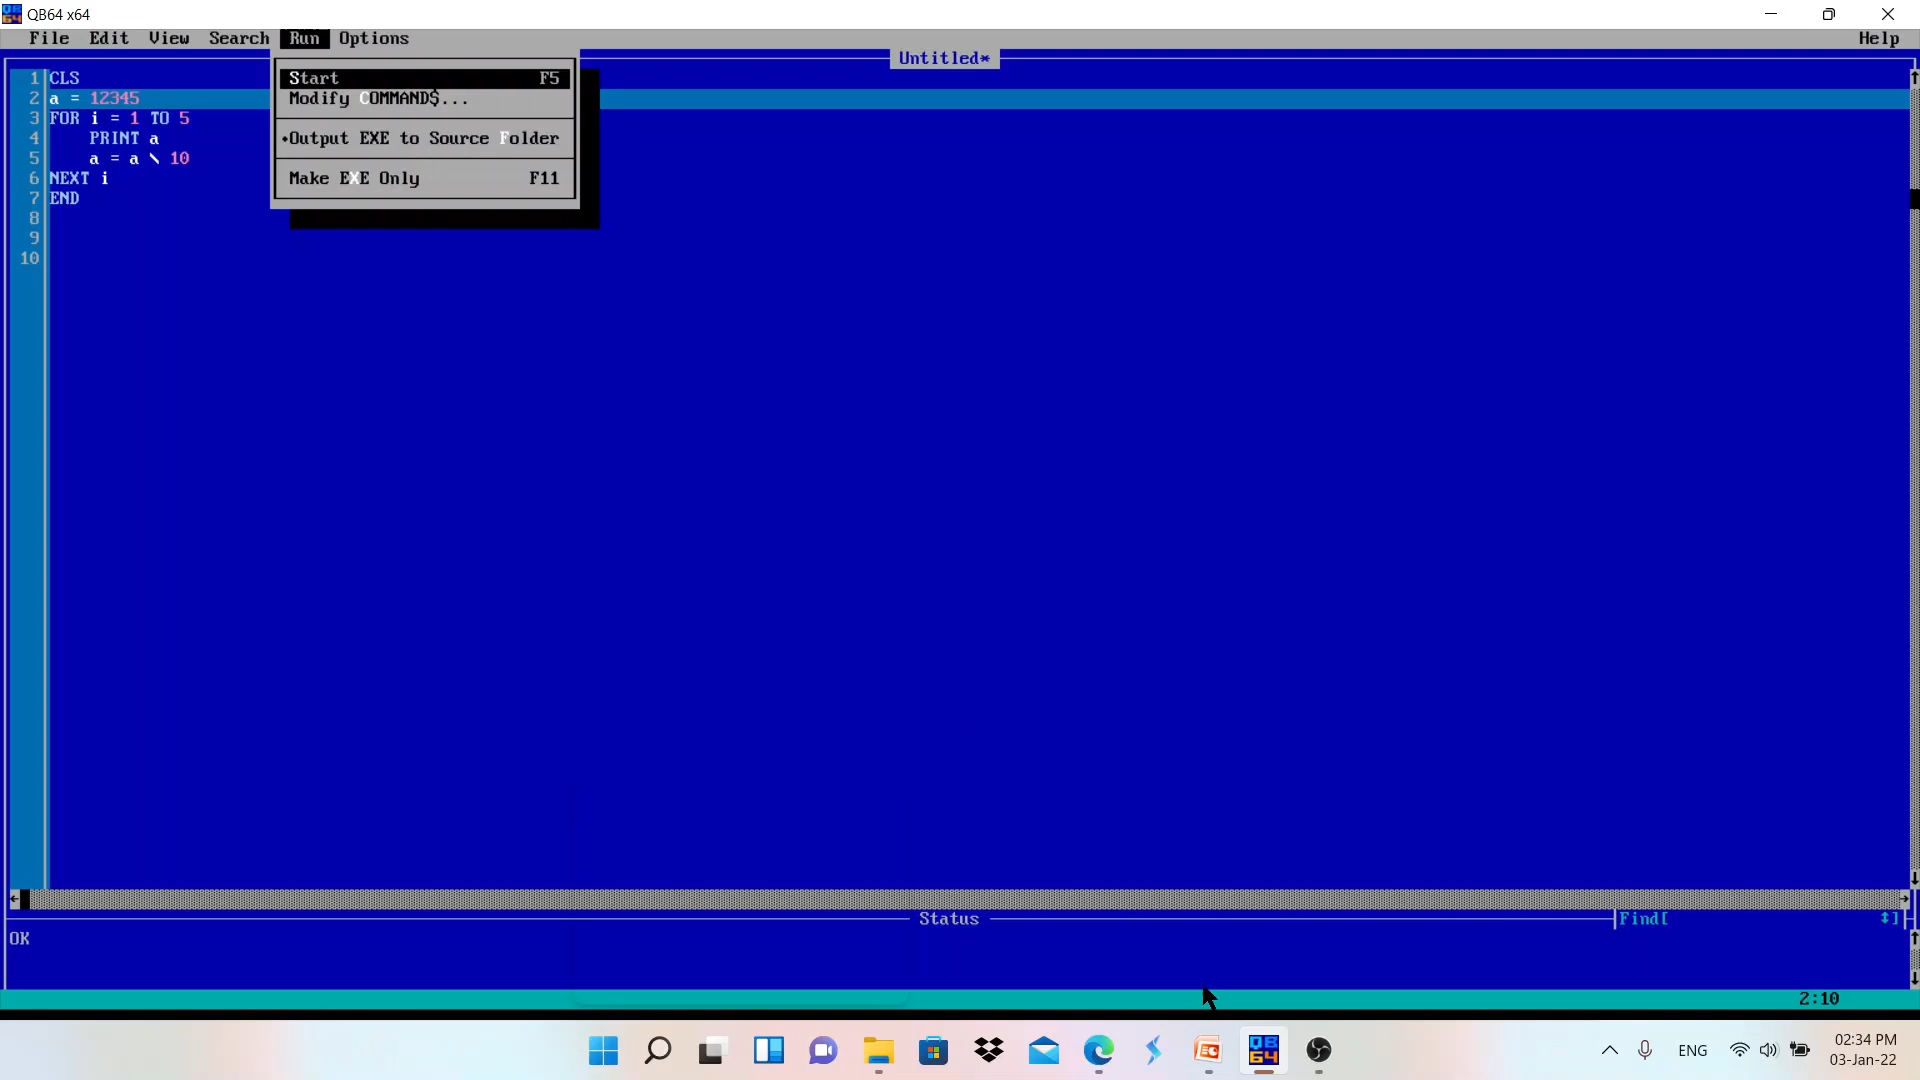 QB64 x64
File Edit View Search Run Options Help
Untitled*
Start F5
Modify COMMAND$...
•Output EXE to Source Folder
Make EXE Only F11
1 CLS
2 a = 12345
3 FOR i = 1 TO 5
4 PRINT a
5 a = a \ 10
6 NEXT i
7 END
8
9
10
Status
Find[ ↕]
OK
2:10
ENG
02:34 PM
03-Jan-22